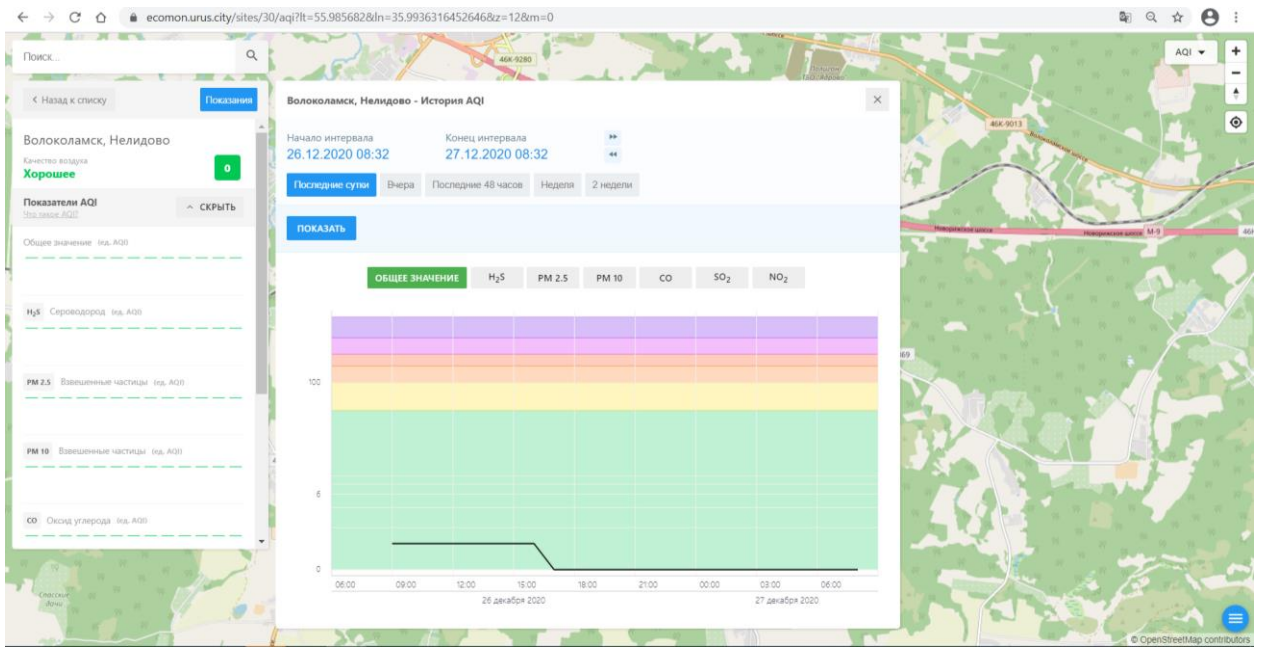 ecomon.urus.city/sites/30/aqi?lt=55.985682&ln=35.9936316452646&z=12&m=0
Поиск...
46К-9280
AQI
< Назад к списку
Показания
Волоколамск, Нелидово
Качество воздуха
Хорошее
0
Показатели AQI
Что такое AQI?
СКРЫТЬ
Общее значение (ед. AQI)
H₂S Сероводород (ед. AQI)
PM 2.5 Взвешенные частицы (ед. AQI)
PM 10 Взвешенные частицы (ед. AQI)
CO Оксид углерода (ед. AQI)
Волоколамск, Нелидово - История AQI
Начало интервала
26.12.2020 08:32
Конец интервала
27.12.2020 08:32
Последние сутки
Вчера
Последние 48 часов
Неделя
2 недели
ПОКАЗАТЬ
ОБЩЕЕ ЗНАЧЕНИЕ
H₂S
PM 2.5
PM 10
CO
SO₂
NO₂
100
6
0
06:00 09:00 12:00 15:00 18:00 21:00 00:00 03:00 06:00
26 декабря 2020
27 декабря 2020
46К-9013
Волоколамское шоссе
Новорижское шоссе
Новорижское шоссе
М-9
46К
Спасские
дачи
© OpenStreetMap contributors